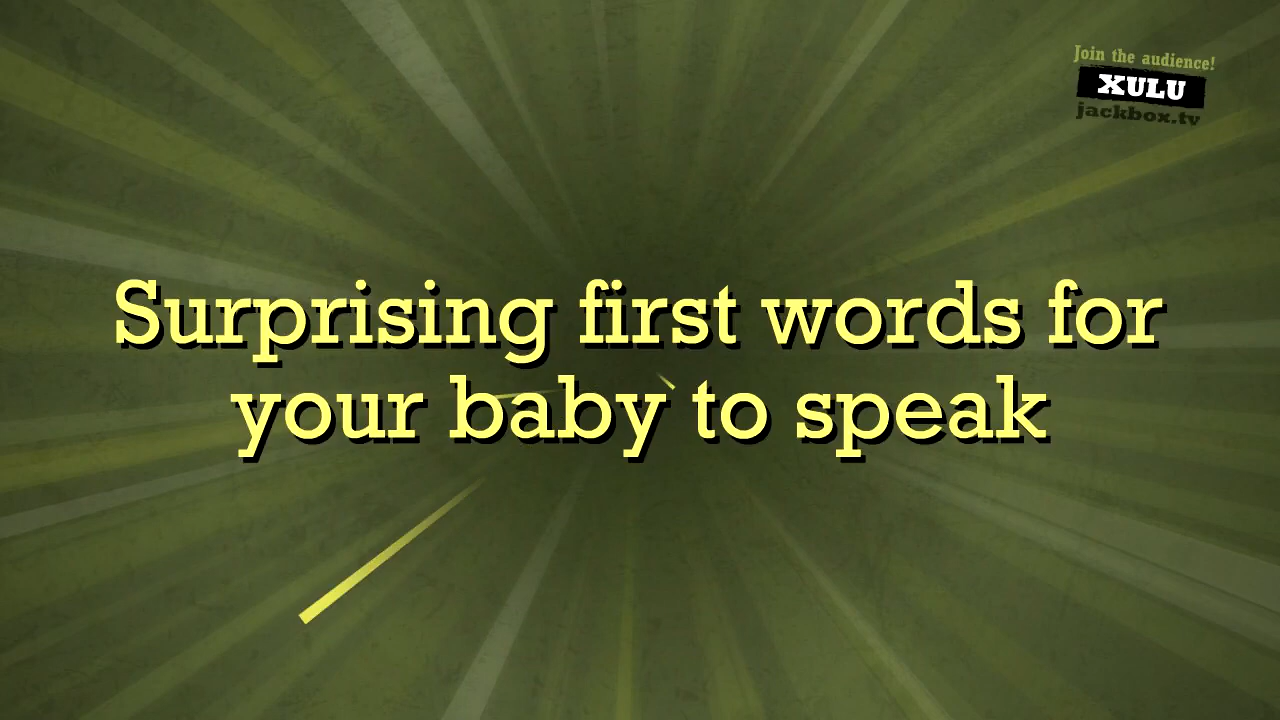 Join the audience!
XULU
jackbox.tv
Surprising first words for
your baby to speak